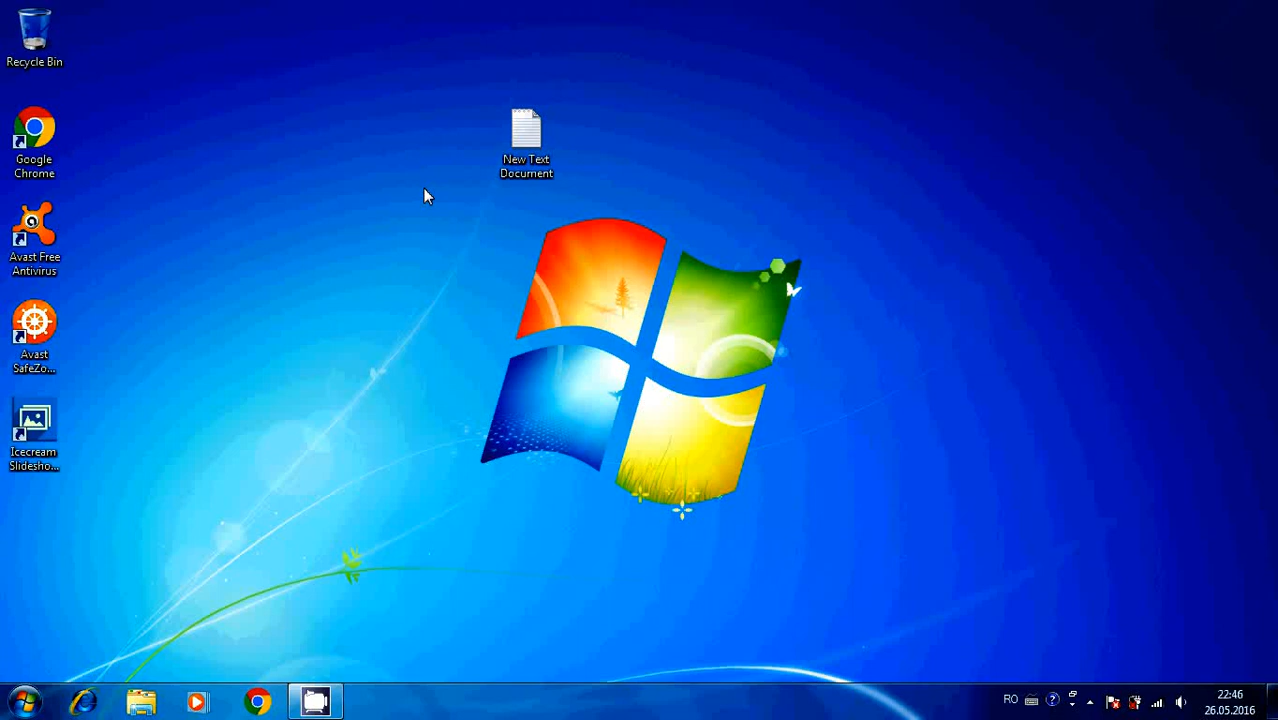 Recycle Bin
Google
Chrome
Avast Free
Antivirus
Avast
SafeZo...
Icecream
Slidesho...
New Text
Document
RO
22:46
26.05.2016